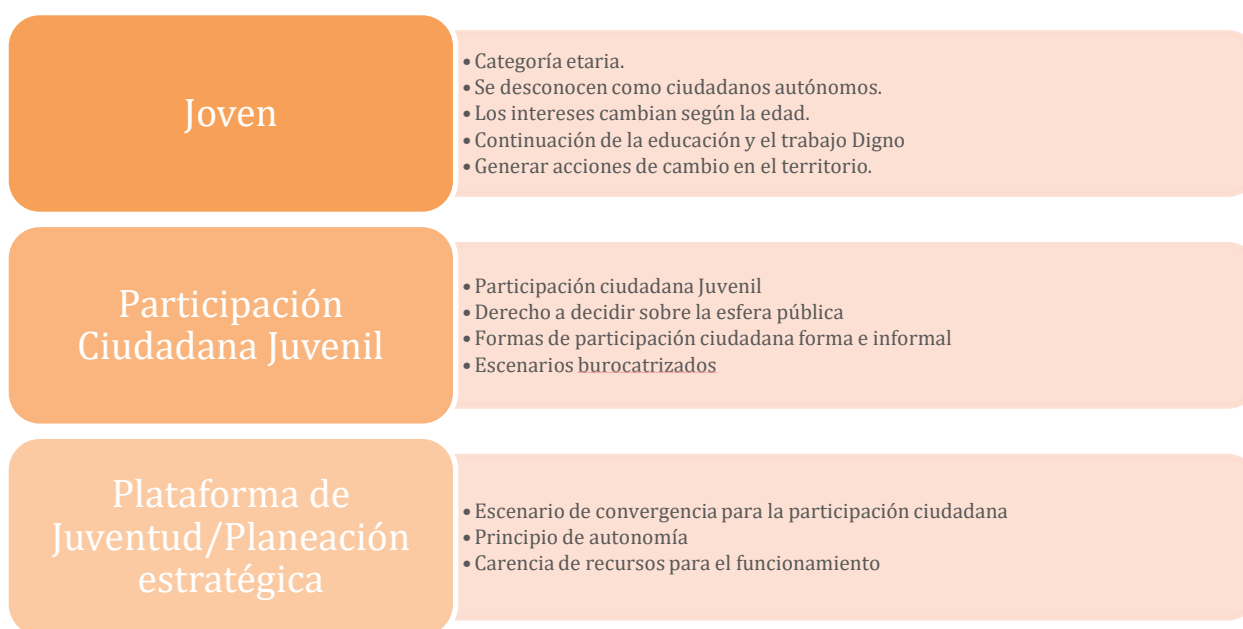 Joven
• Categoría etaria.
• Se desconocen como ciudadanos autónomos.
• Los intereses cambian según la edad.
• Continuación de la educación y el trabajo Digno
• Generar acciones de cambio en el territorio.
Participación
Ciudadana Juvenil
• Participación ciudadana Juvenil
• Derecho a decidir sobre la esfera pública
• Formas de participación ciudadana forma e informal
• Escenarios burocatrizados
Plataforma de
Juventud/Planeación
estratégica
• Escenario de convergencia para la participación ciudadana
• Principio de autonomía
• Carencia de recursos para el funcionamiento